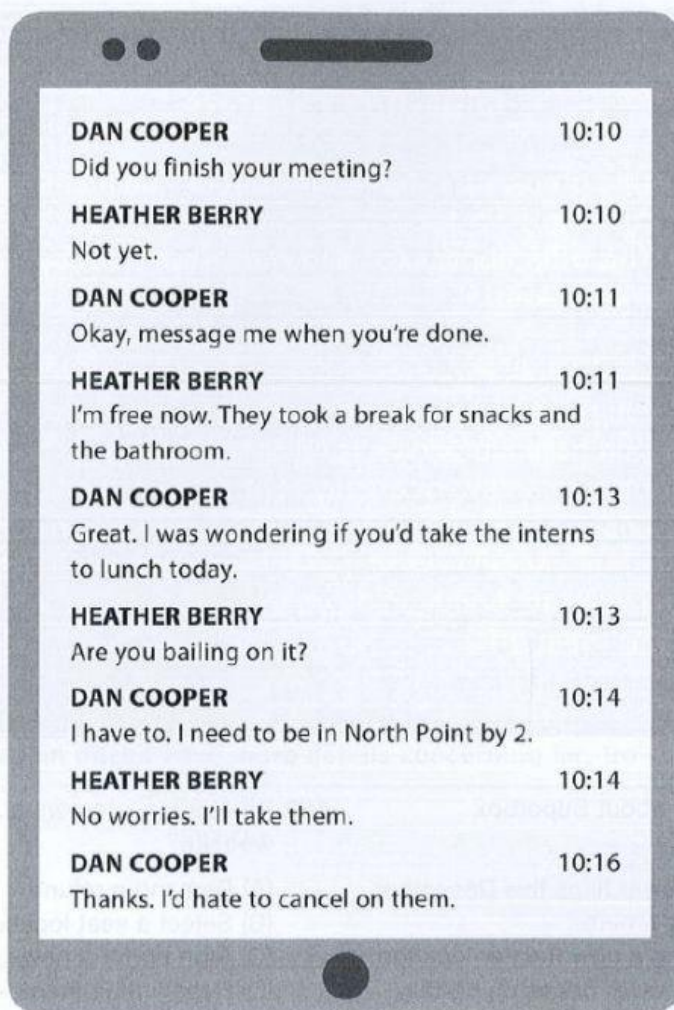 DAN COOPER 10:10
Did you finish your meeting?
HEATHER BERRY 10:10
Not yet.
DAN COOPER 10:11
Okay, message me when you're done.
HEATHER BERRY 10:11
I'm free now. They took a break for snacks and
the bathroom.
DAN COOPER 10:13
Great. I was wondering if you'd take the interns
to lunch today.
HEATHER BERRY 10:13
Are you bailing on it?
DAN COOPER 10:14
I have to. I need to be in North Point by 2.
HEATHER BERRY 10:14
No worries. I'll take them.
DAN COOPER 10:16
Thanks. I'd hate to cancel on them.